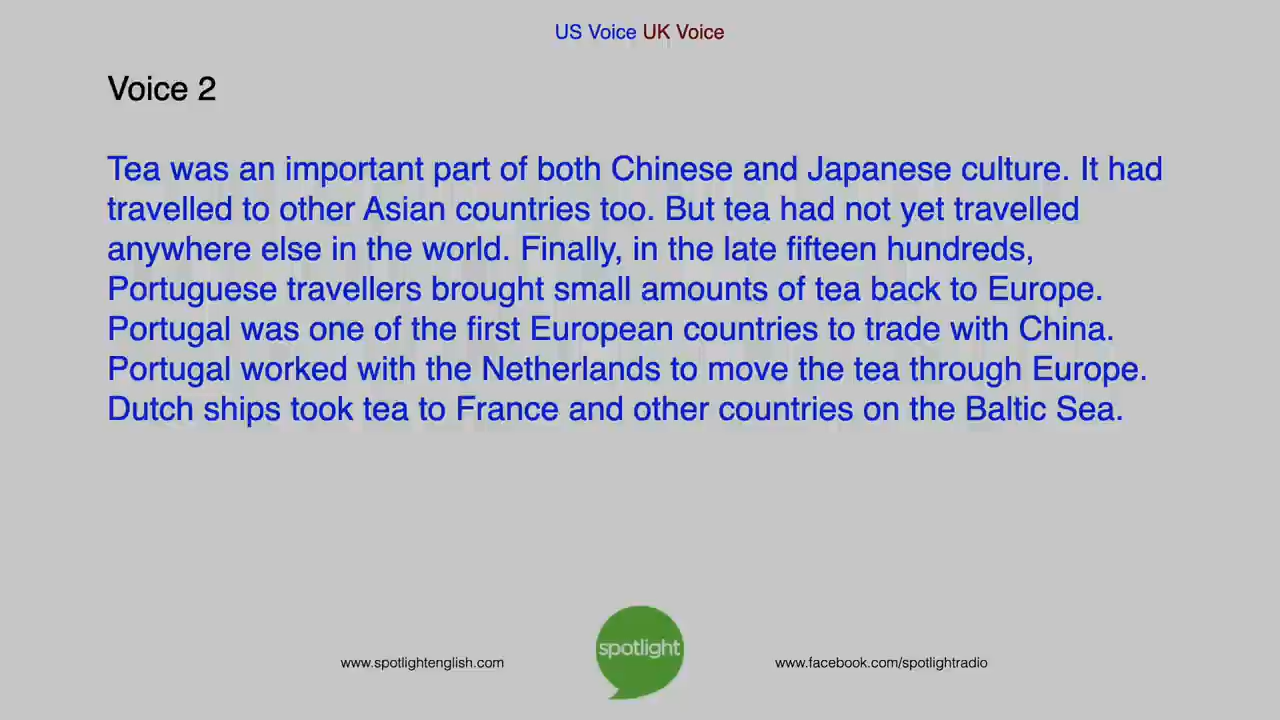 US Voice UK Voice
Voice 2
Tea was an important part of both Chinese and Japanese culture. It had
travelled to other Asian countries too. But tea had not yet travelled
anywhere else in the world. Finally, in the late fifteen hundreds,
Portuguese travellers brought small amounts of tea back to Europe.
Portugal was one of the first European countries to trade with China.
Portugal worked with the Netherlands to move the tea through Europe.
Dutch ships took tea to France and other countries on the Baltic Sea.
spotlight
www.spotlightenglish.com
www.facebook.com/spotlightradio